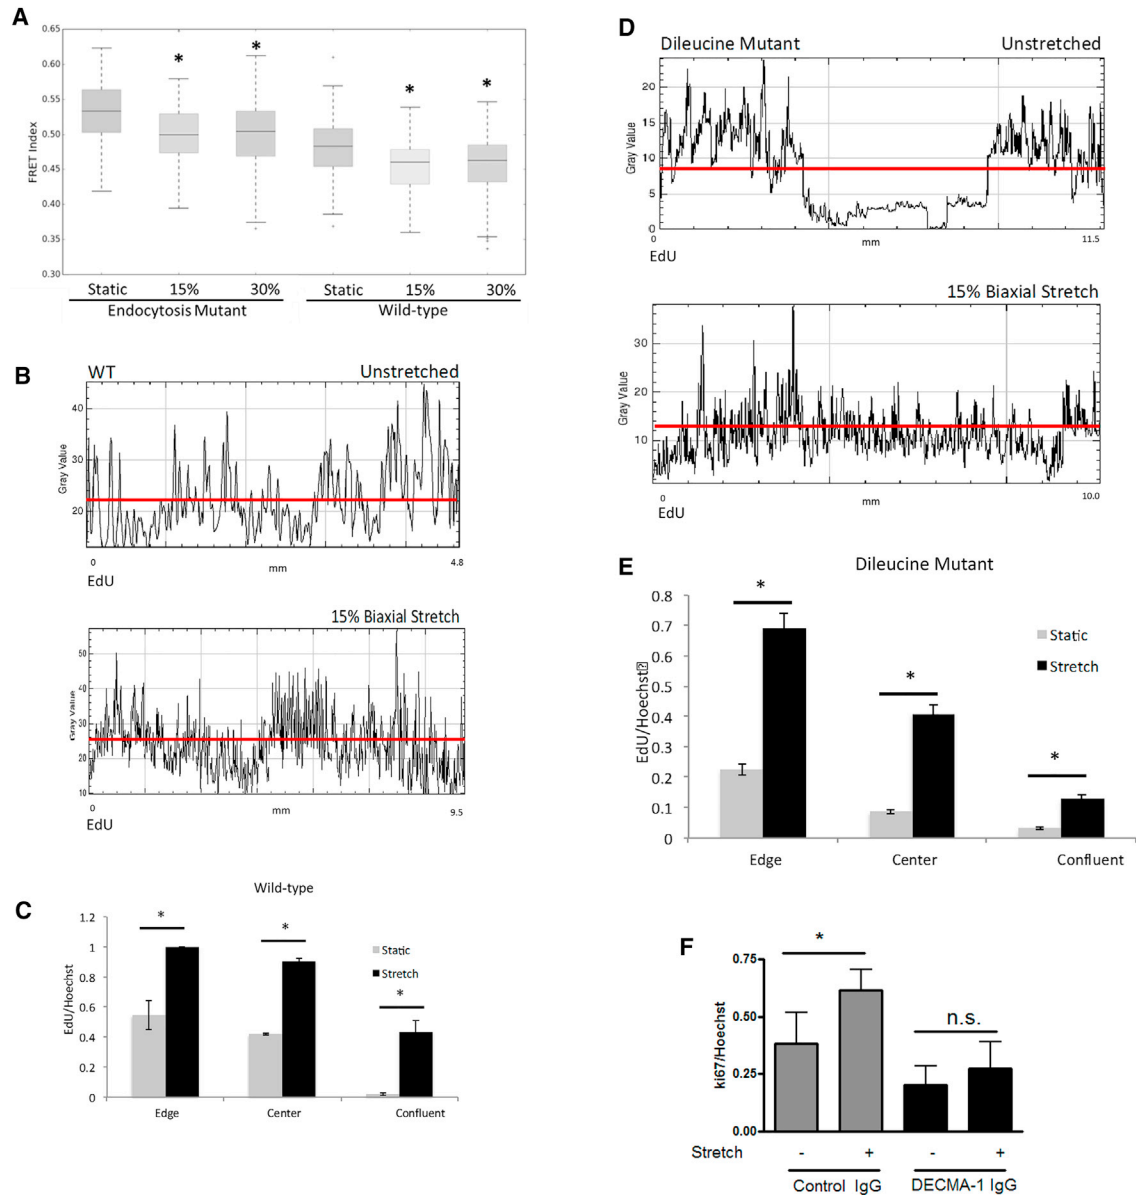 A
0.65
0.60
0.55
0.50
0.45
0.40
0.35
0.30
FRET Index
* * * *
Static 15% 30% Static 15% 30%
Endocytosis Mutant Wild-type
B
WT Unstretched
40
30
20
Gray Value
0 mm 4.8
EdU
15% Biaxial Stretch
50
40
30
20
10
Gray Value
0 mm 9.5
EdU
C
Wild-type
1.2
1
0.8
0.6
0.4
0.2
0
EdU/Hoechst
* * *
Static
Stretch
Edge Center Confluent
D
Dileucine Mutant Unstretched
20
15
10
5
0
Gray Value
0 mm 11.5
EdU
15% Biaxial Stretch
30
20
10
Gray Value
0 mm 10.0
EdU
E
Dileucine Mutant
0.8
0.7
0.6
0.5
0.4
0.3
0.2
0.1
0
EdU/Hoechst
* * *
Static
Stretch
Edge Center Confluent
F
0.75
0.50
0.25
0.00
ki67/Hoechst
* n.s.
Stretch - + - +
Control IgG DECMA-1 IgG